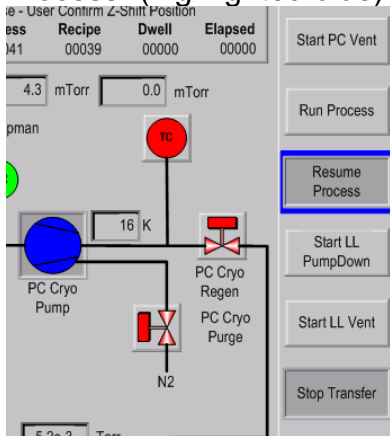 e - User Confirm Z-Shift Position
ess Recipe Dwell Elapsed
041 00039 00000 00000
4.3 mTorr 0.0 mTorr
pman
TC
16 K
PC Cryo Pump
PC Cryo Regen
PC Cryo Purge
N2
Torr
Start PC Vent
Run Process
Resume Process
Start LL PumpDown
Start LL Vent
Stop Transfer